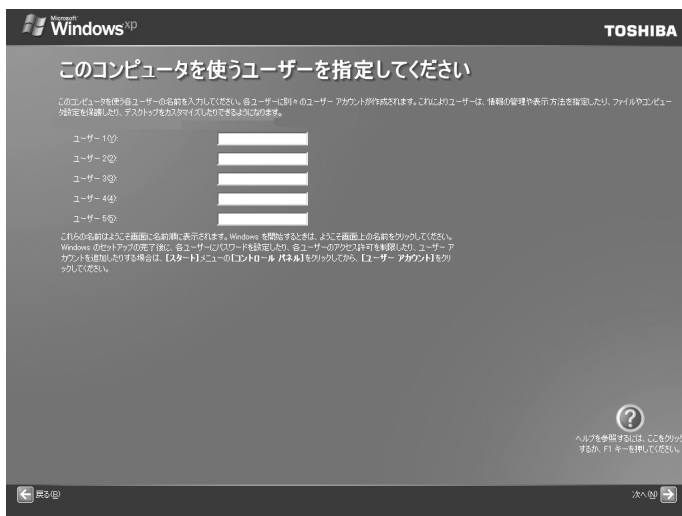 Microsoft
Windows xp
TOSHIBA
このコンピュータを使うユーザーを指定してください
このコンピュータを使う各ユーザーの名前を入力してください。各ユーザーに別々のユーザー アカウントが作成されます。これによりユーザーは、情報の管理や表示方法を指定したり、ファイルやコンピュー
タ設定を保護したり、デスクトップをカスタマイズしたりできるようになります。
ユーザー 1(Y):
ユーザー 2(2):
ユーザー 3(3):
ユーザー 4(4):
ユーザー 5(5):
これらの名前はようこそ画面に名前順に表示されます。Windows を開始するときは、ようこそ画面上の名前をクリックしてください。
Windows のセットアップの完了後に、各ユーザーにパスワードを設定したり、各ユーザーのアクセス許可を制限したり、ユーザー ア
カウントを追加したりする場合は、[スタート]メニューの[コントロール パネル]をクリックしてから、[ユーザー アカウント]をクリ
ックしてください。
?
ヘルプを参照するには、ここをクリック
するか、F1 キーを押してください。
戻る(B)
次へ(N)